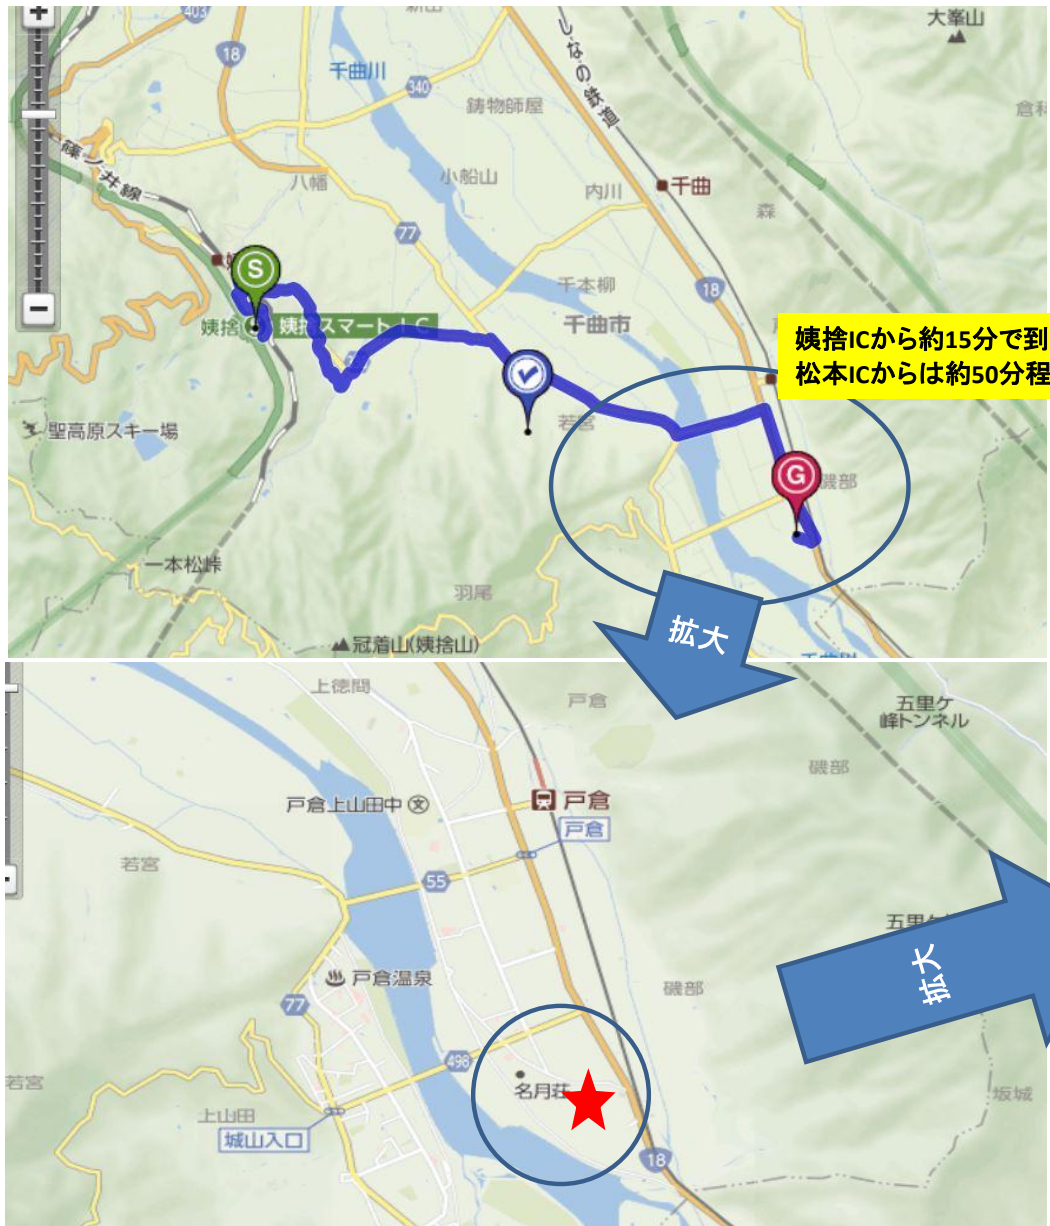 大峯山
403
18
千曲川
しなの鉄道
340
鋳物師屋
篠ノ井線
八幡
小船山
内川
千曲
森
77
S
千本柳
18
姨捨
姨捨スマートIC
千曲市
姨捨ICから約15分で到
松本ICからは約50分程
聖高原スキー場
若宮
G
磯部
一本松峠
羽尾
冠着山(姨捨山)
拡大
上徳間
戸倉
五里ケ
峰トンネル
磯部
戸倉上山田中
文
戸倉
戸倉
若宮
55
五里ケ
拡大
戸倉温泉
磯部
77
498
名月荘
若宮
上山田
坂城
城山入口
18